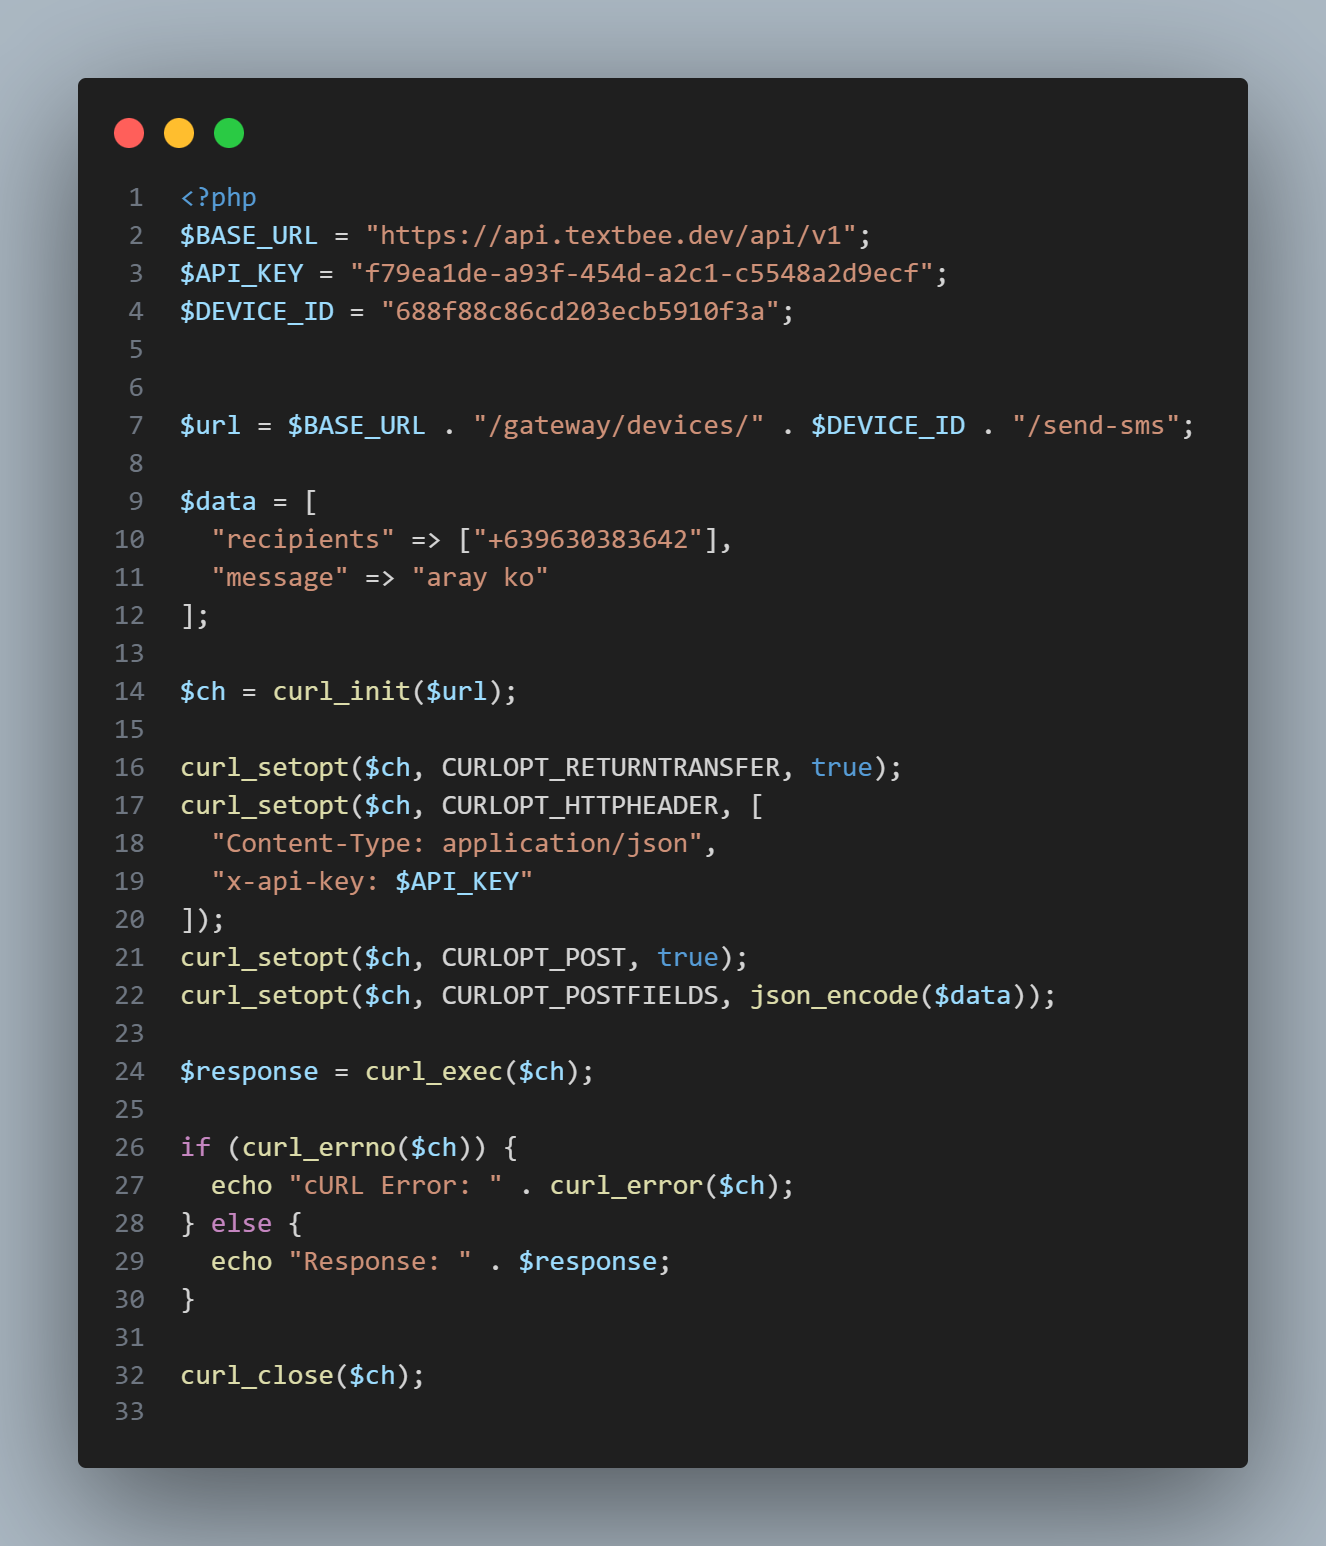 1 <?php
2 $BASE_URL = "https://api.textbee.dev/api/v1";
3 $API_KEY = "f79ea1de-a93f-454d-a2c1-c5548a2d9ecf";
4 $DEVICE_ID = "688f88c86cd203ecb5910f3a";
5
6
7 $url = $BASE_URL . "/gateway/devices/" . $DEVICE_ID . "/send-sms";
8
9 $data = [
10   "recipients" => ["+639630383642"],
11   "message" => "aray ko"
12 ];
13
14 $ch = curl_init($url);
15
16 curl_setopt($ch, CURLOPT_RETURNTRANSFER, true);
17 curl_setopt($ch, CURLOPT_HTTPHEADER, [
18   "Content-Type: application/json",
19   "x-api-key: $API_KEY"
20 ]);
21 curl_setopt($ch, CURLOPT_POST, true);
22 curl_setopt($ch, CURLOPT_POSTFIELDS, json_encode($data));
23
24 $response = curl_exec($ch);
25
26 if (curl_errno($ch)) {
27   echo "cURL Error: " . curl_error($ch);
28 } else {
29   echo "Response: " . $response;
30 }
31
32 curl_close($ch);
33